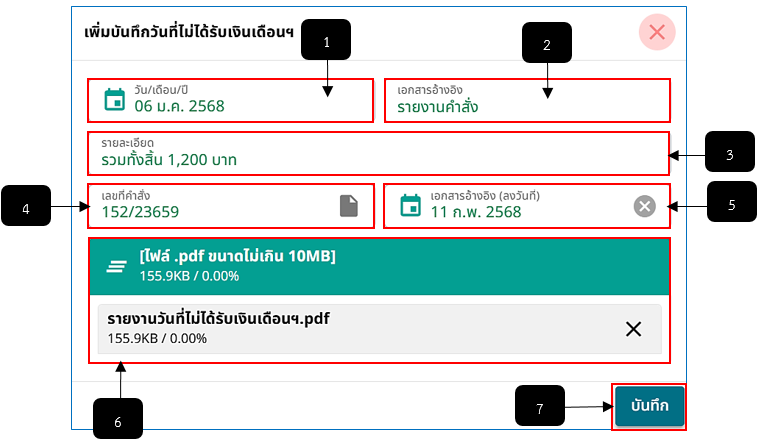 เพิ่มบันทึกวันที่ไม่ได้รับเงินเดือนฯ
1
2
วัน/เดือน/ปี
06 ม.ค. 2568
เอกสารอ้างอิง
รายงานคำสั่ง
รายละเอียด
รวมทั้งสิ้น 1,200 บาท
3
4
เลขที่คำสั่ง
152/23659
เอกสารอ้างอิง (ลงวันที่)
11 ก.พ. 2568
5
[ไฟล์ .pdf ขนาดไม่เกิน 10MB]
155.9KB / 0.00%
รายงานวันที่ไม่ได้รับเงินเดือนฯ.pdf
155.9KB / 0.00%
6
7
บันทึก